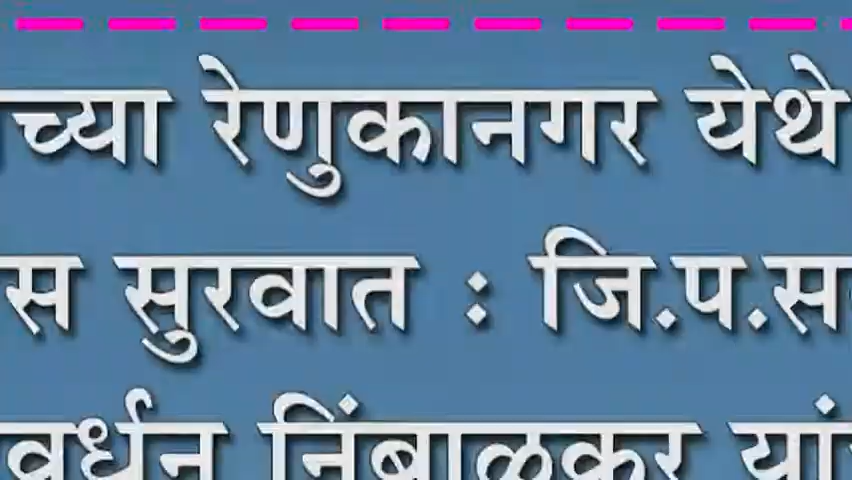 च्या रेणुकानगर येथे
स सुरवात : जि.प.स
वर्धन निंबाळकर यां